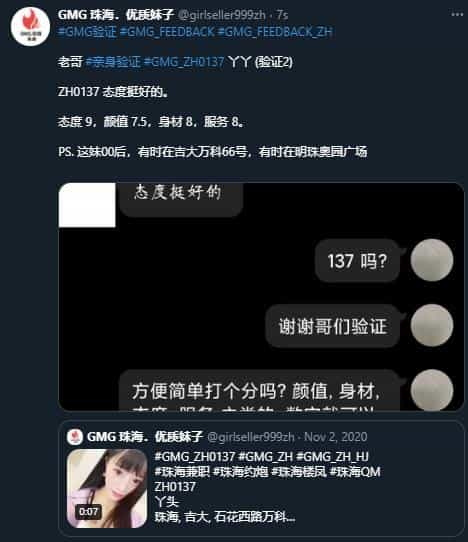 GMG 珠海．优质妹子 @girlseller999zh · 7s
#GMG验证 #GMG_FEEDBACK #GMG_FEEDBACK_ZH
老哥 #亲身验证 #GMG_ZH0137 丫丫 (验证2)
ZH0137 态度挺好的。
态度 9，颜值 7.5，身材 8，服务 8。
PS. 这妹00后，有时在吉大万科66号，有时在明珠奥园广场
态度挺好的
137 吗?
谢谢哥们验证
方便简单打个分吗? 颜值, 身材,
GMG 珠海．优质妹子 @girlseller999zh · Nov 2, 2020
#GMG_ZH0137 #GMG_ZH #GMG_ZH_HJ
#珠海兼职 #珠海约炮 #珠海楼凤 #珠海QM
ZH0137
丫头
珠海, 吉大, 石花西路万科...
0:07